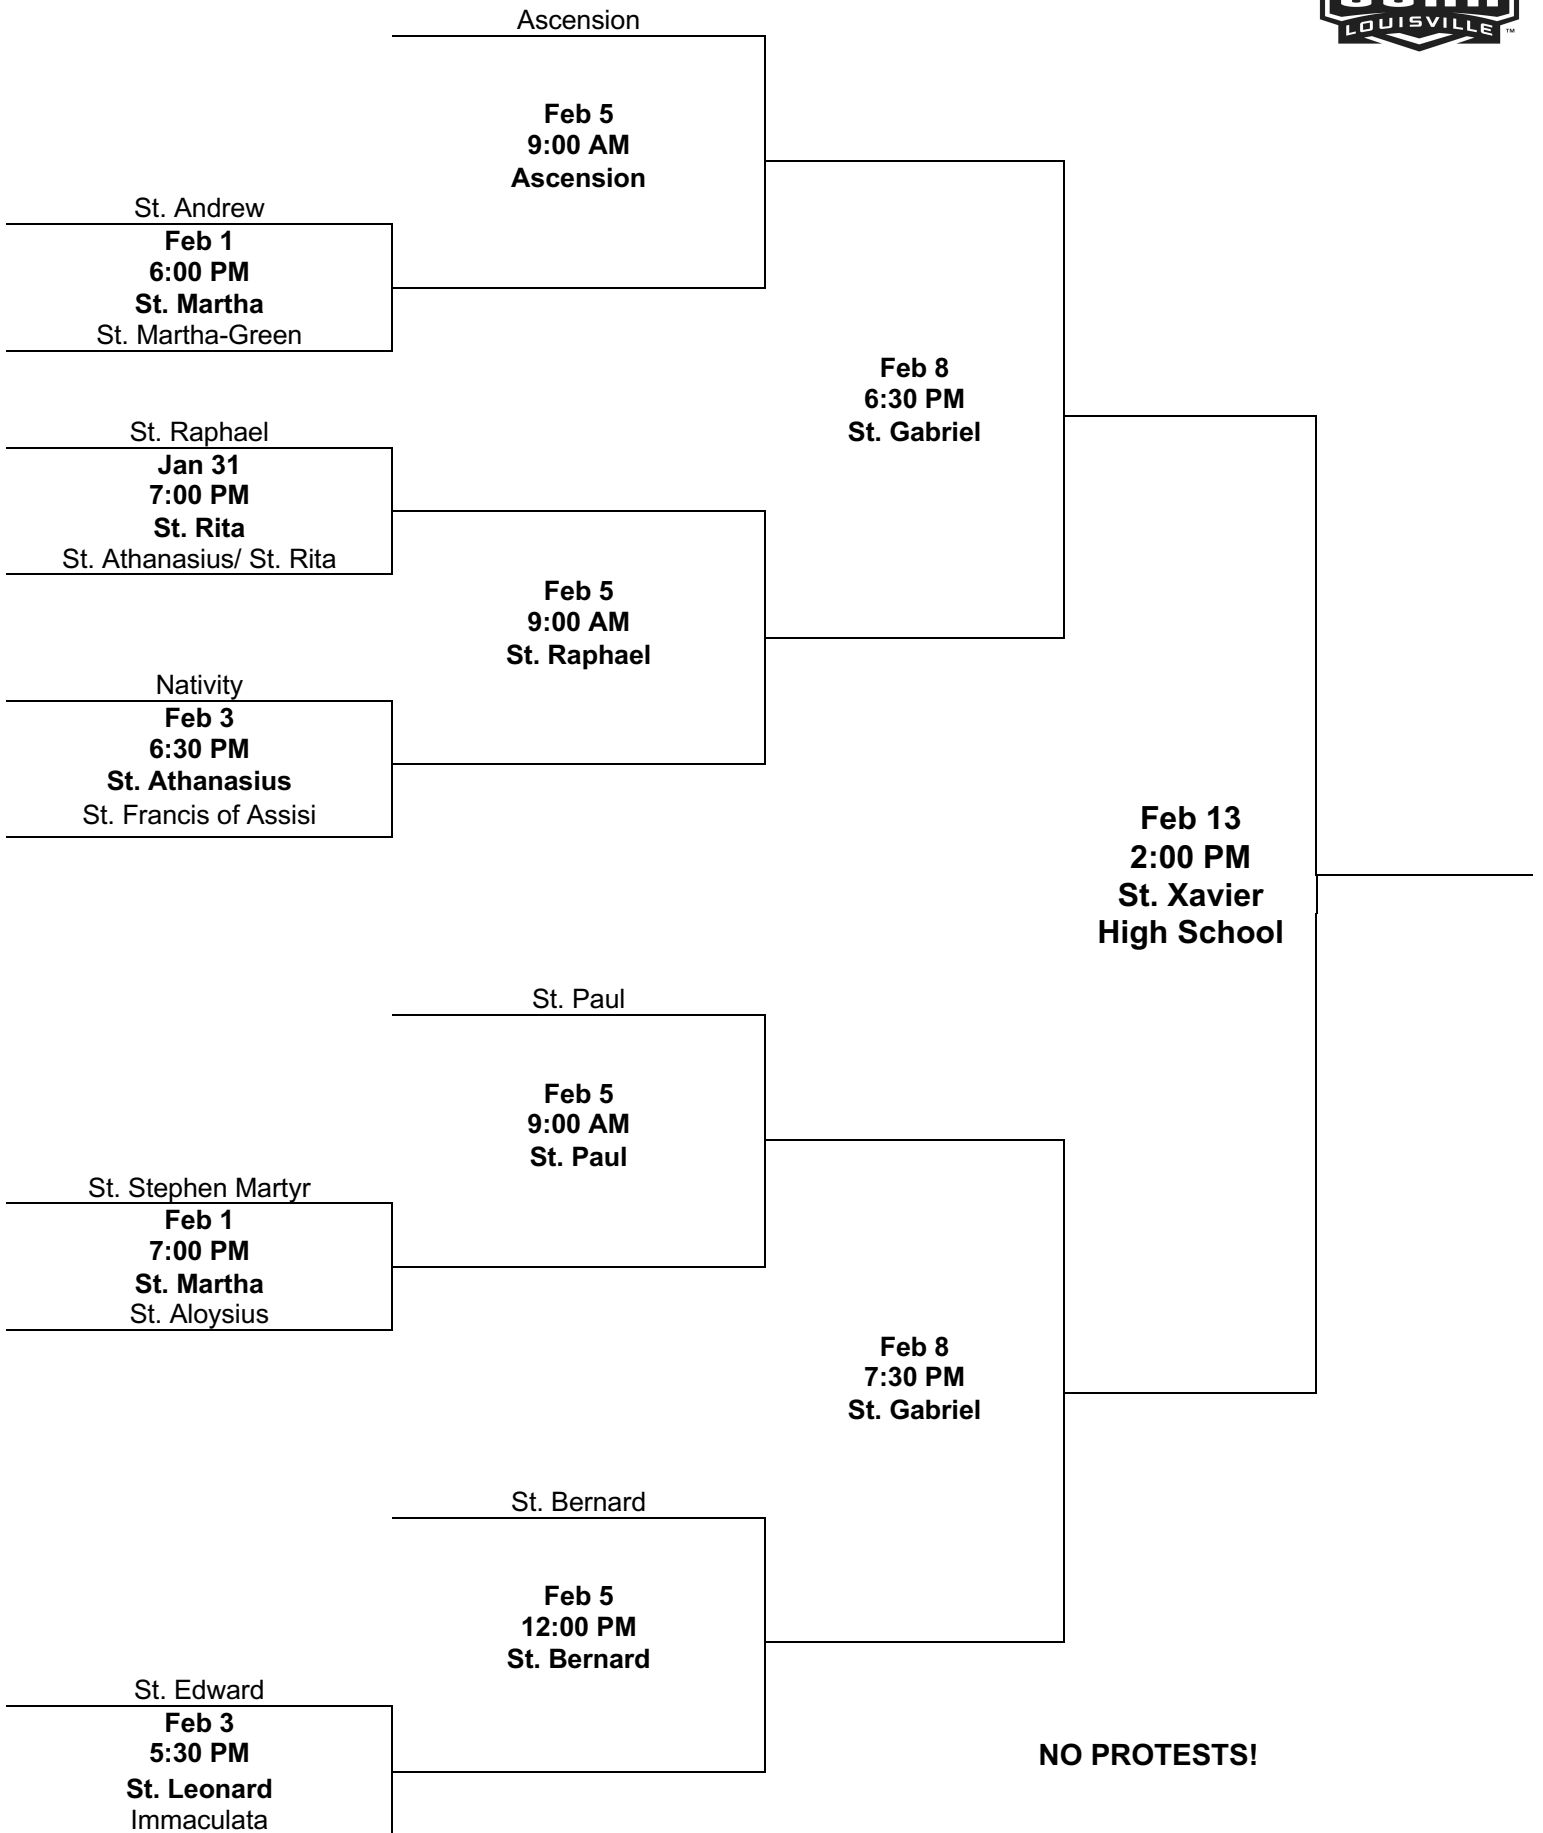 Ascension
LOUISVILLE ™
Feb 5
9:00 AM
Ascension
St. Andrew
Feb 1
6:00 PM
St. Martha
St. Martha-Green
Feb 8
6:30 PM
St. Gabriel
St. Raphael
Jan 31
7:00 PM
St. Rita
St. Athanasius/ St. Rita
Feb 5
9:00 AM
St. Raphael
Nativity
Feb 3
6:30 PM
St. Athanasius
St. Francis of Assisi
Feb 13
2:00 PM
St. Xavier
High School
St. Paul
Feb 5
9:00 AM
St. Paul
St. Stephen Martyr
Feb 1
7:00 PM
St. Martha
St. Aloysius
Feb 8
7:30 PM
St. Gabriel
St. Bernard
Feb 5
12:00 PM
St. Bernard
St. Edward
Feb 3
5:30 PM
St. Leonard
Immaculata
NO PROTESTS!